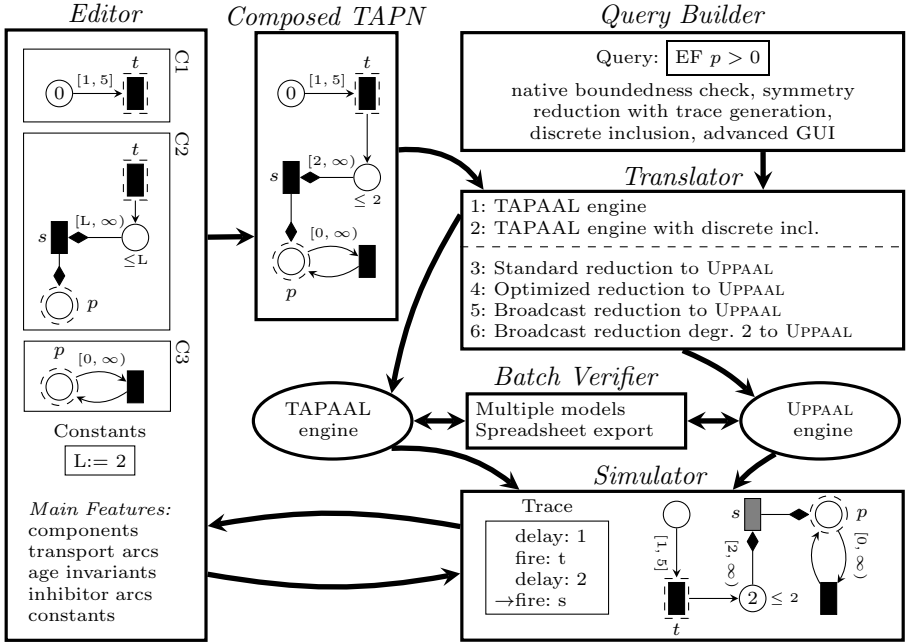 Editor
C1
t
0
[1, 5]
C2
t
s
[L, ∞)
≤L
p
C3
p
[0, ∞)
Constants
L:= 2
Main Features:
components
transport arcs
age invariants
inhibitor arcs
constants
Composed TAPN
t
0
[1, 5]
s
[2, ∞)
≤ 2
[0, ∞)
p
Query Builder
Query: EF p > 0
native boundedness check, symmetry
reduction with trace generation,
discrete inclusion, advanced GUI
Translator
1: TAPAAL engine
2: TAPAAL engine with discrete incl.
3: Standard reduction to UPPAAL
4: Optimized reduction to UPPAAL
5: Broadcast reduction to UPPAAL
6: Broadcast reduction degr. 2 to UPPAAL
Batch Verifier
TAPAAL
engine
Multiple models
Spreadsheet export
UPPAAL
engine
Simulator
Trace
delay: 1
fire: t
delay: 2
→fire: s
s
p
[1, 5]
[2, ∞)
[0, ∞)
2
≤ 2
t